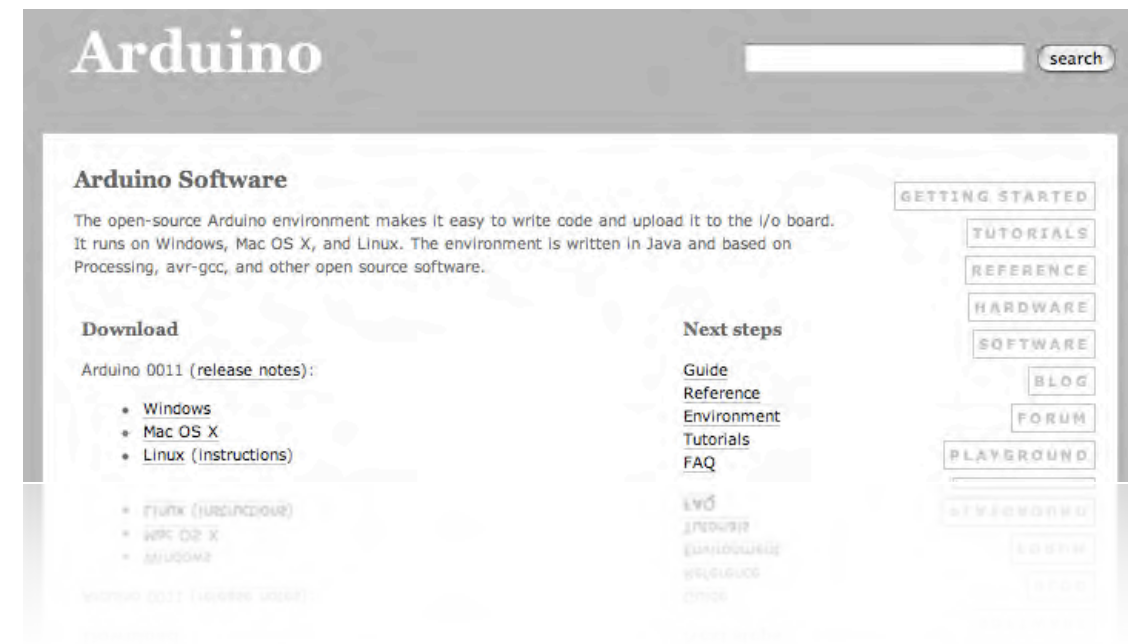 Arduino
search
Arduino Software
The open-source Arduino environment makes it easy to write code and upload it to the i/o board.
It runs on Windows, Mac OS X, and Linux. The environment is written in Java and based on
Processing, avr-gcc, and other open source software.
Download
Arduino 0011 (release notes):
Windows
Mac OS X
Linux (instructions)
Next steps
Guide
Reference
Environment
Tutorials
FAQ
GETTING STARTED
TUTORIALS
REFERENCE
HARDWARE
SOFTWARE
BLOG
FORUM
PLAYGROUND